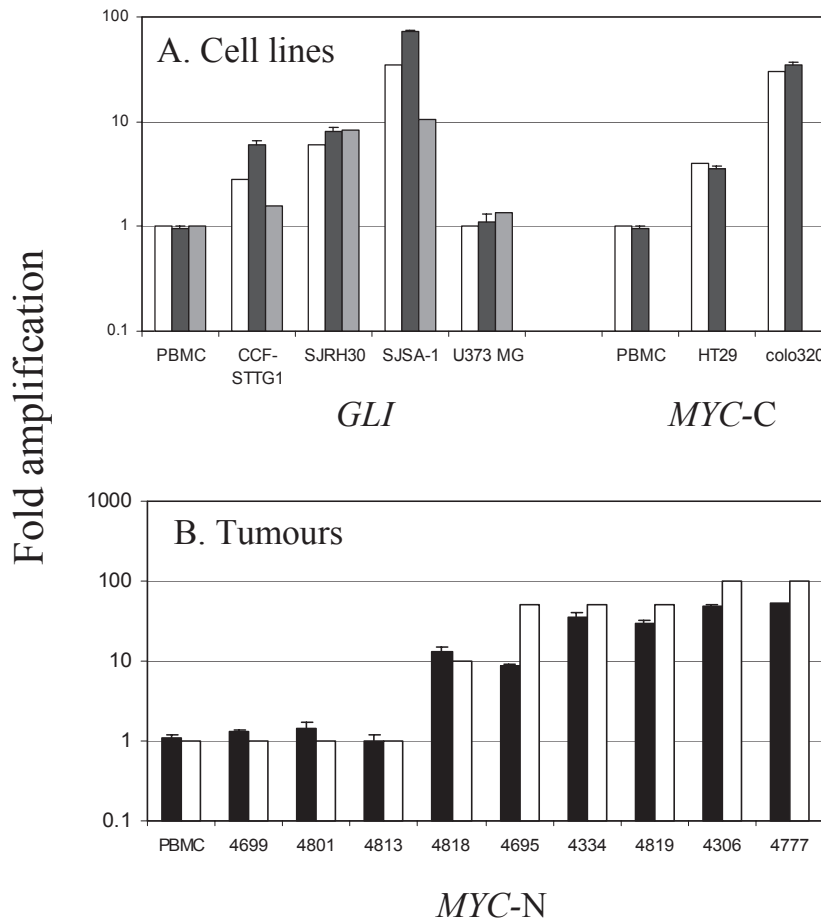 Fold amplification
100
A. Cell lines
10
1
0.1
PBMC CCF- SJRH30 SJSA-1 U373 MG PBMC HT29 colo320
STTG1
GLI MYC-C
1000
B. Tumours
100
10
1
0.1
PBMC 4699 4801 4813 4818 4695 4334 4819 4306 4777
MYC-N